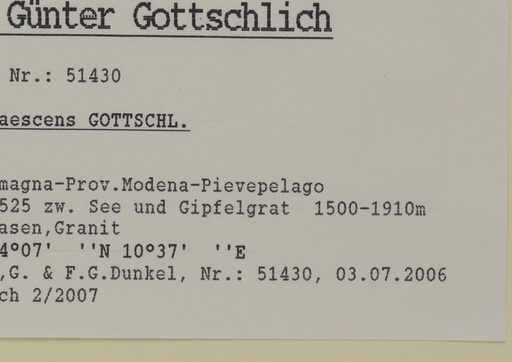 Günter Gottschlich
Nr.: 51430
aescens GOTTSCHL.
magna-Prov.Modena-Pievepelago
525 zw. See und Gipfelgrat 1500-1910m
asen,Granit
4°07' ''N 10°37' ''E
,G. & F.G.Dunkel, Nr.: 51430, 03.07.2006
ch 2/2007